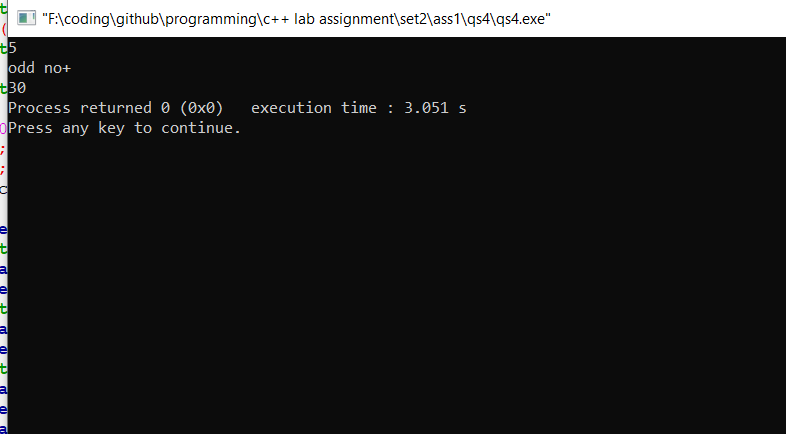 "F:\coding\github\programming\c++ lab assignment\set2\ass1\qs4\qs4.exe"
5
odd no+
30
Process returned 0 (0x0)   execution time : 3.051 s
Press any key to continue.